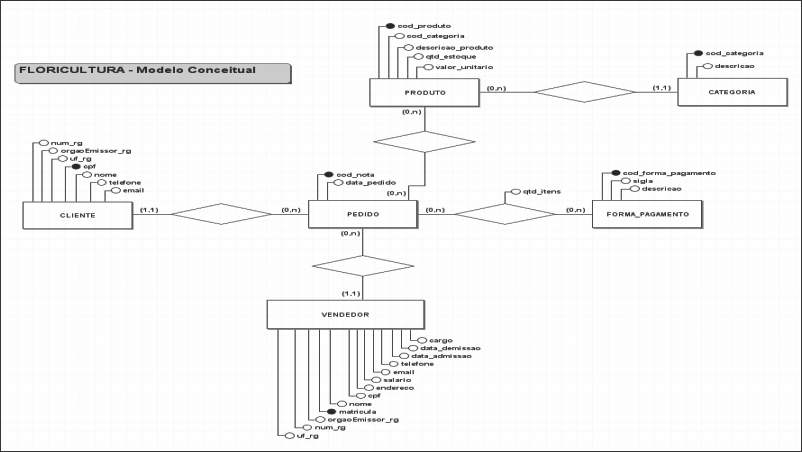 FLORICULTURA - Modelo Conceitual
cod_produto
cod_categoria
descricao_produto
qtd_estoque
valor_unitario
PRODUTO
(0,n)
(1,1)
cod_categoria
descricao
CATEGORIA
(0,n)
num_rg
orgaoEmissor_rg
uf_rg
cpf
nome
telefone
email
CLIENTE
(1,1)
(0,n)
cod_nota
data_pedido
(0,n)
PEDIDO
(0,n)
qtd_itens
(0,n)
cod_forma_pagamento
sigla
descricao
FORMA_PAGAMENTO
(0,n)
(1,1)
VENDEDOR
cargo
data_demissao
data_admissao
telefone
email
salario
endereco
cpf
nome
matricula
orgaoEmissor_rg
num_rg
uf_rg